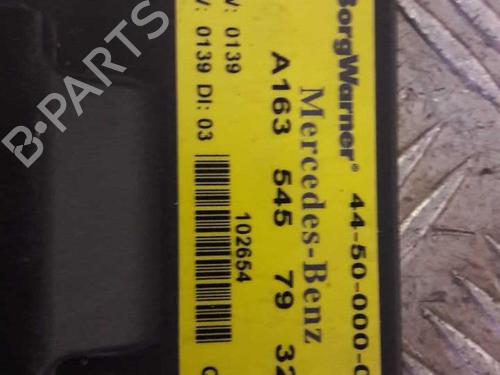 BorgWarner® 44-50-000-0
Mercedes-Benz
A163 545 79 32
: 0139
: 0139 DI: 03
102654
B-PARTS